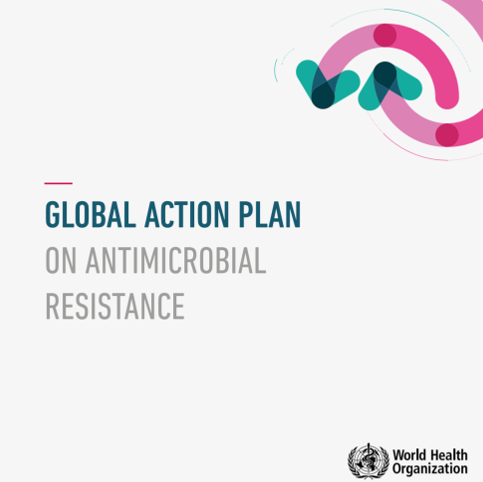 GLOBAL ACTION PLAN
ON ANTIMICROBIAL
RESISTANCE
World Health
Organization